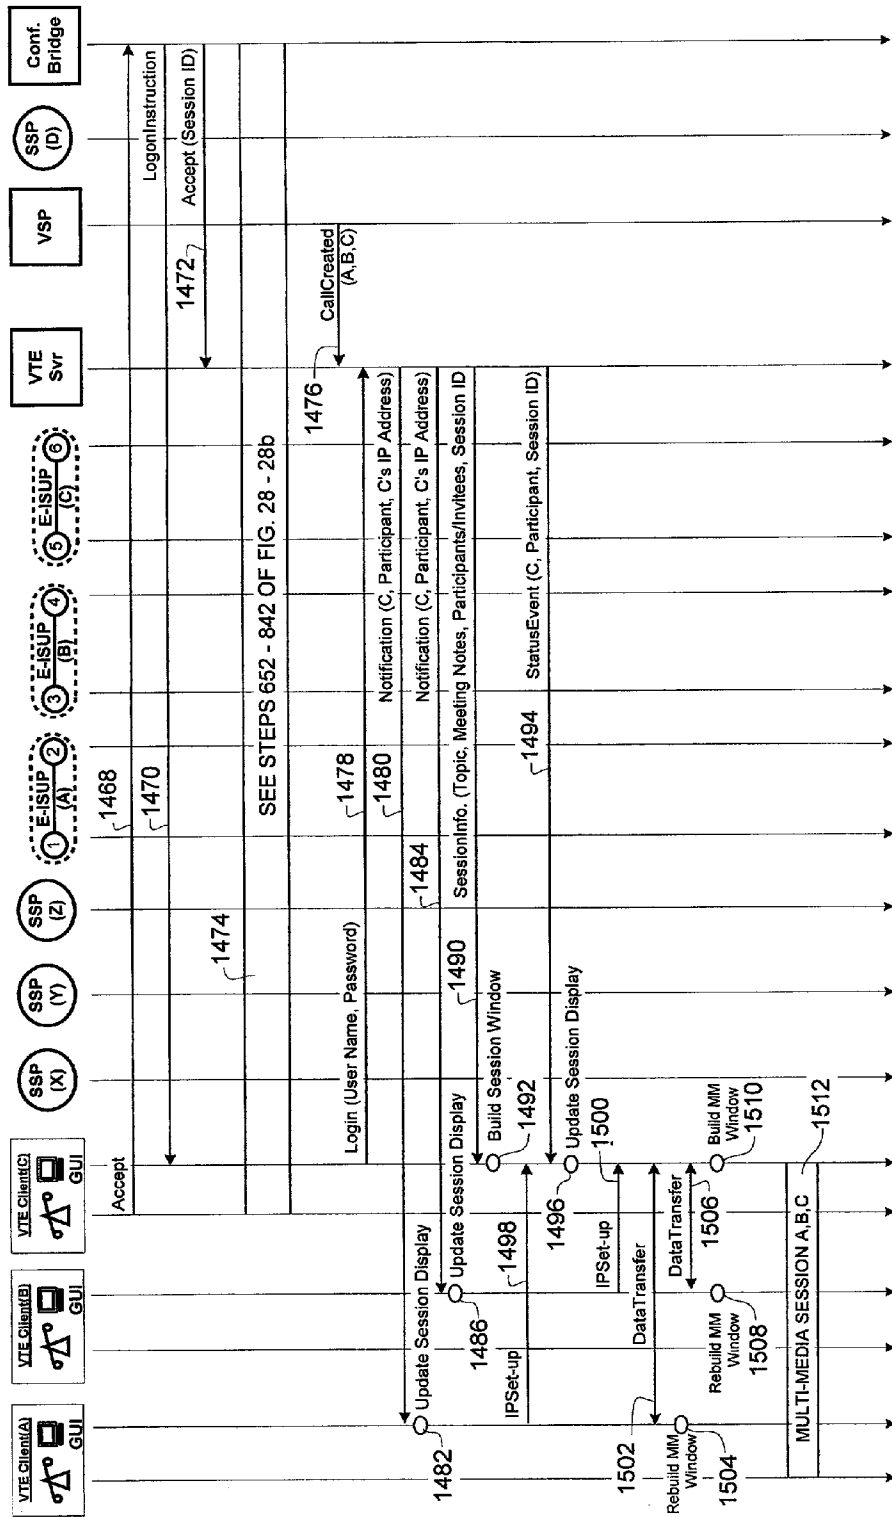 VTE Client(A)
GUI
VTE Client(B)
GUI
VTE Client(C)
GUI
SSP
(X)
SSP
(Y)
SSP
(Z)
E-ISUP
1 2
(A)
E-ISUP
3 4
(B)
E-ISUP
5 6
(C)
VTE
Svr
VSP
SSP
(D)
Conf.
Bridge
Accept
1468
1470
LogonInstruction
1472
Accept (Session ID)
1474
SEE STEPS 652 - 842 OF FIG. 28 - 28b
1476
CallCreated
(A,B,C)
Login (User Name, Password)
1478
1480
Notification (C, Participant, C's IP Address)
1482
Update Session Display
1484
Notification (C, Participant, C's IP Address)
1486
Update Session Display
1490
SessionInfo. (Topic, Meeting Notes, Participants/Invitees, Session ID
Build Session Window
1492
IPSet-up
1498
1494
StatusEvent (C, Participant, Session ID)
1496
Update Session Display
IPSet-up
1500
1502
DataTransfer
Rebuild MM
Window
1504
DataTransfer
1506
Rebuild MM
Window
1508
Build MM
Window
1510
MULTI-MEDIA SESSION A,B,C
1512